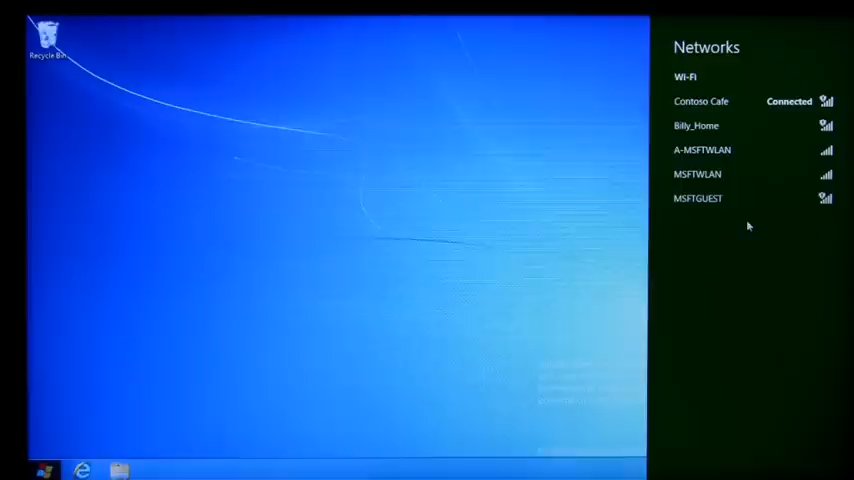 Recycle Bin
Networks
Wi-Fi
Contoso Cafe Connected
Billy_Home
A-MSFTWLAN
MSFTWLAN
MSFTGUEST